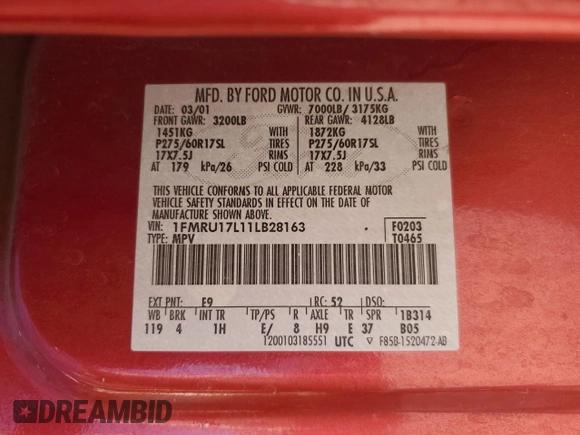 MFD. BY FORD MOTOR CO. IN U.S.A.
DATE: 03/01 GVWR: 7000LB/ 3175KG
FRONT GAWR: 3200LB REAR GAWR: 4128LB
1451KG WITH 1872KG WITH
P275/60R17SL TIRES P275/60R17SL TIRES
17X7.5J RIMS 17X7.5J RIMS
AT 179 kPa/26 PSI COLD AT 228 kPa/33 PSI COLD
THIS VEHICLE CONFORMS TO ALL APPLICABLE FEDERAL MOTOR
VEHICLE SAFETY STANDARDS IN EFFECT ON THE DATE OF
MANUFACTURE SHOWN ABOVE.
VIN: 1FMRU17L11LB28163 F0203
TYPE: MPV T0465
EXT PNT: E9 RC: 52 DSO:
WB BRK INT TR TP/PS R AXLE TR SPR 1B314
119 4 1H E/ 8 H9 E 37 B05
1200103185551 UTC ▽ F85B-1520472-AB
DREAMBID